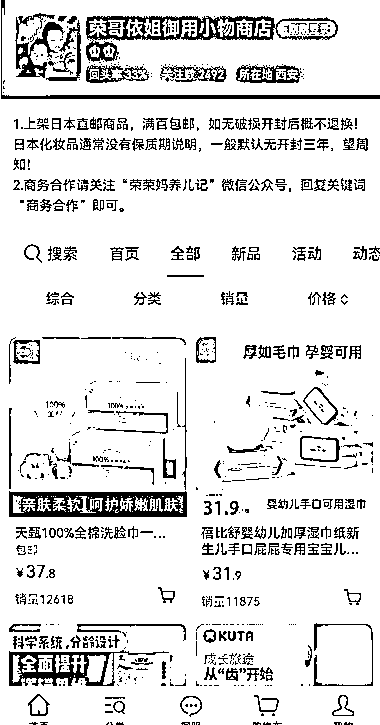 荣哥依姐御用小物商店
回头率 33% 关注数 2492 所在地 西安
1.上架日本直邮商品，满百包邮，如无破损开封后概不退换！
日本化妆品通常没有保质期说明，一般默认无开封三年，望周
知！
2.商务合作请关注“荣荣妈养儿记”微信公众号，回复关键词
“商务合作”即可。
搜索 首页 全部 新品 活动 动态
综合 分类 销量 价格
厚如毛巾 孕婴可用
100%
100%
100%
亲肤柔软 呵护娇嫩肌肤
31.9 婴幼儿手口可用湿巾
天甄100%全棉洗脸巾一...
包邮
¥37.8
销量12618
蓓比舒婴幼儿加厚湿巾纸新
生儿手口屁屁专用宝宝儿...
¥31.9
销量11875
科学系统，分龄设计
全面提升
KUTA
成长旅途
从“齿”开始
首页 分类 客服 购物车 我的